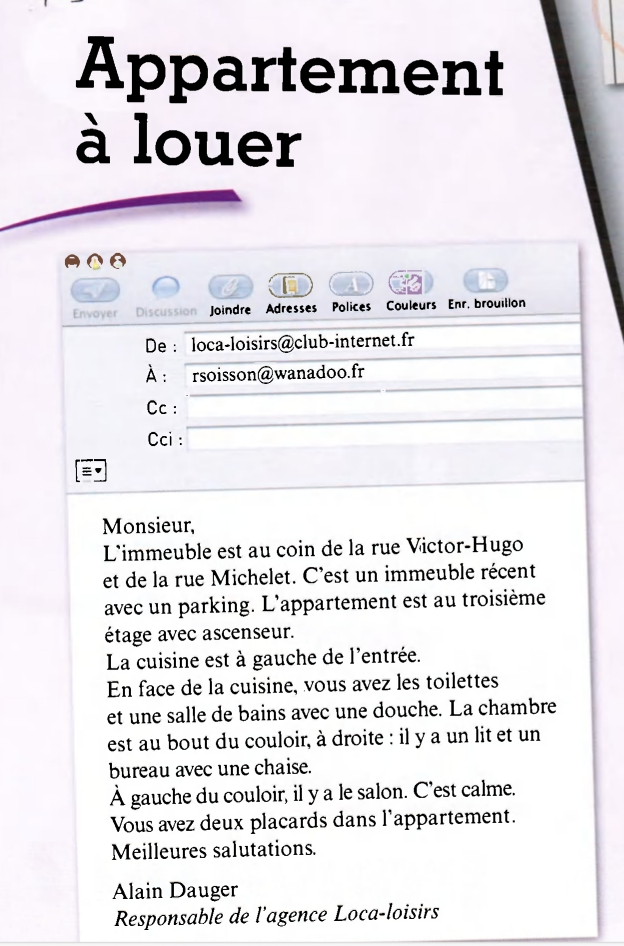 Appartement
à louer
Envoyer Discussion Joindre Adresses Polices Couleurs Enr. brouillon
De : loca-loisirs@club-internet.fr
À : rsoisson@wanadoo.fr
Cc :
Cci :
Monsieur,
L'immeuble est au coin de la rue Victor-Hugo
et de la rue Michelet. C'est un immeuble récent
avec un parking. L'appartement est au troisième
étage avec ascenseur.
La cuisine est à gauche de l'entrée.
En face de la cuisine, vous avez les toilettes
et une salle de bains avec une douche. La chambre
est au bout du couloir, à droite : il y a un lit et un
bureau avec une chaise.
À gauche du couloir, il y a le salon. C'est calme.
Vous avez deux placards dans l'appartement.
Meilleures salutations.
Alain Dauger
Responsable de l'agence Loca-loisirs